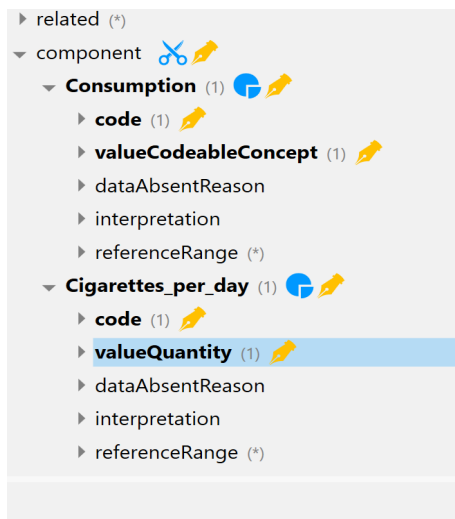 related (*)
component
Consumption (1)
code (1)
valueCodeableConcept (1)
dataAbsentReason
interpretation
referenceRange (*)
Cigarettes_per_day (1)
code (1)
valueQuantity (1)
dataAbsentReason
interpretation
referenceRange (*)